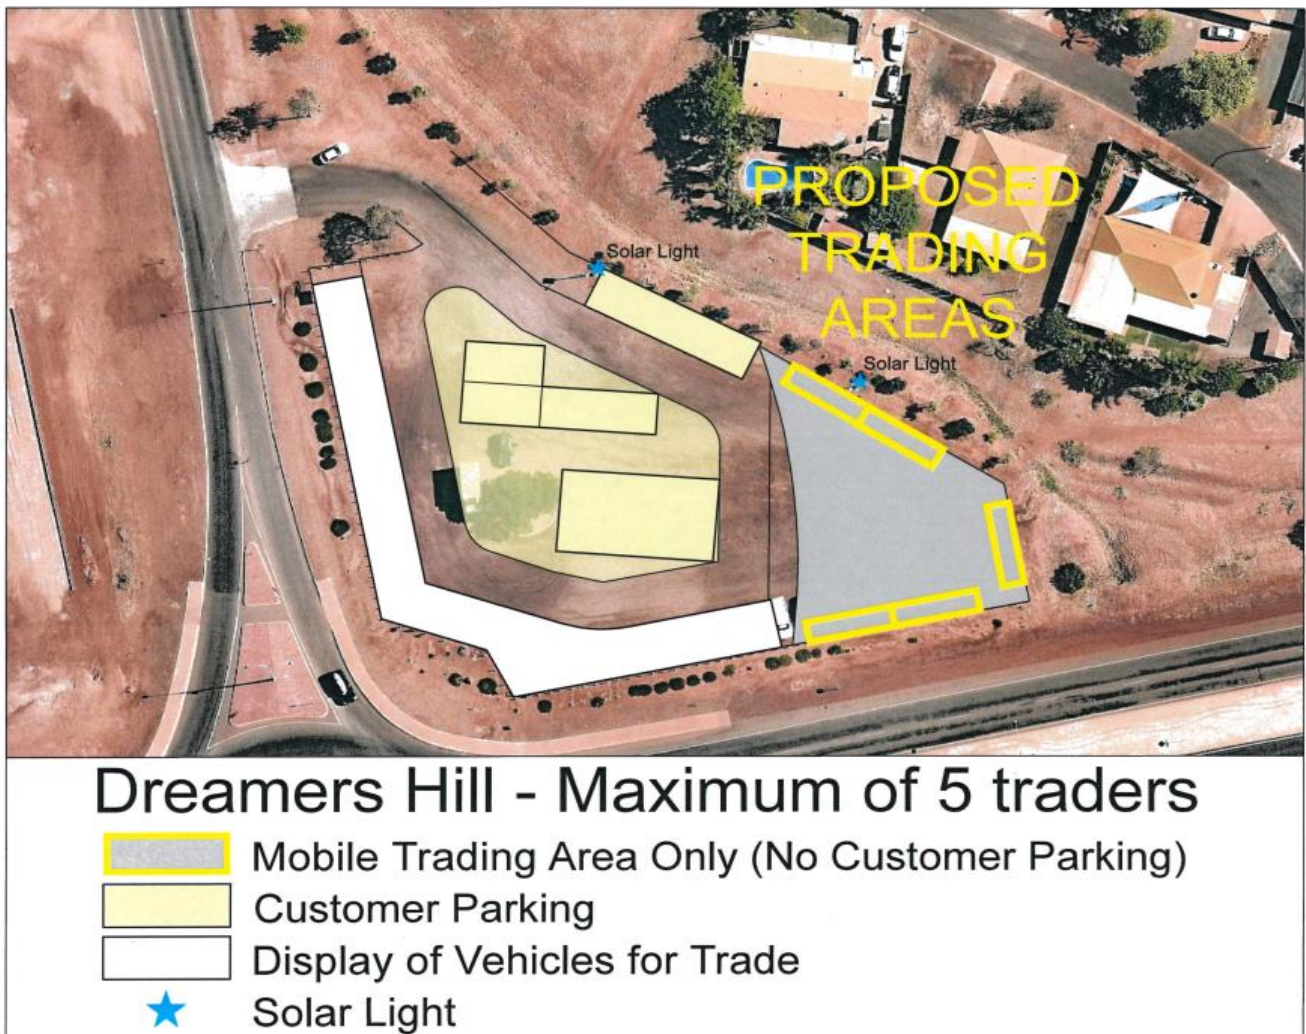 PROPOSED
TRADING
AREAS
Solar Light
Solar Light
Dreamers Hill - Maximum of 5 traders
Mobile Trading Area Only (No Customer Parking)
Customer Parking
Display of Vehicles for Trade
Solar Light